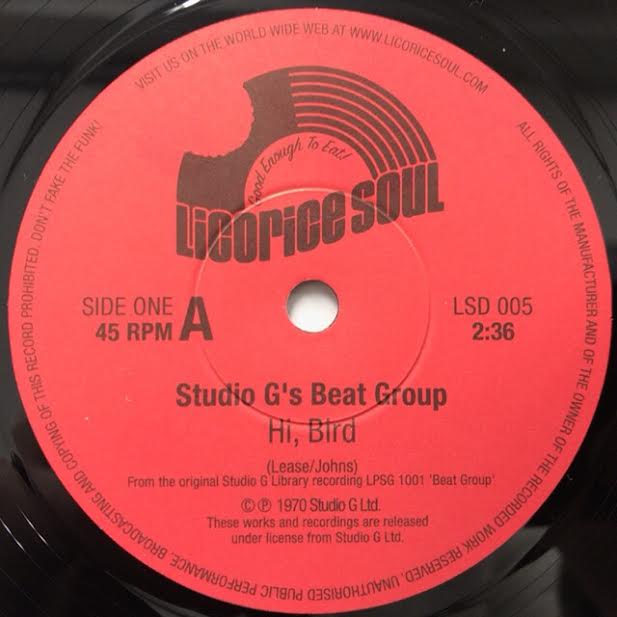 VISIT US ON THE WORLD WIDE WEB AT WWW.LICORICESOUL.COM
ALL RIGHTS OF THE MANUFACTURER AND OF THE OWNER OF THE RECORDED WORK RESERVED. UNAUTHORISED PUBLIC PERFORMANCE, BROADCASTING AND COPYING OF THIS RECORD PROHIBITED. DON'T FAKE THE FUNK!
Good Enough To Eat!
LICORICE SOUL
SIDE ONE A
45 RPM
LSD 005
2:36
Studio G's Beat Group
Hi, BIrd
(Lease/Johns)
From the original Studio G Library recording LPSG 1001 'Beat Group'
© ℗ 1970 Studio G Ltd.
These works and recordings are released
under license from Studio G Ltd.